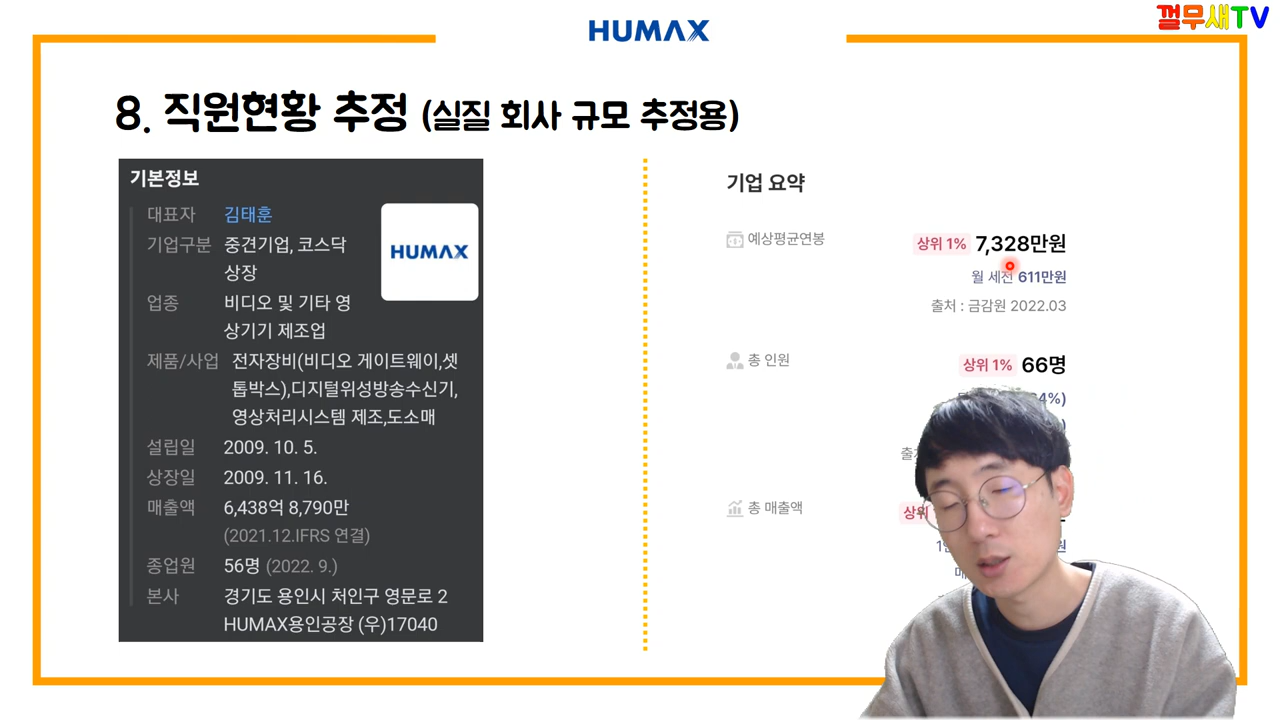 HUMAX
껄무새TV
8. 직원현황 추정 (실질 회사 규모 추정용)
기본정보
대표자 김태훈
기업구분 중견기업, 코스닥
상장
업종 비디오 및 기타 영
상기기 제조업
제품/사업 전자장비(비디오 게이트웨이,셋
톱박스),디지털위성방송수신기,
영상처리시스템 제조,도소매
설립일 2009. 10. 5.
상장일 2009. 11. 16.
매출액 6,438억 8,790만
(2021.12.IFRS 연결)
종업원 56명 (2022. 9.)
본사 경기도 용인시 처인구 영문로 2
HUMAX용인공장 (우)17040
HUMAX
기업 요약
예상평균연봉 상위 1% 7,328만원
월 세전 611만원
출처 : 금감원 2022.03
총 인원 상위 1% 66명
4%)
총 매출액 상위